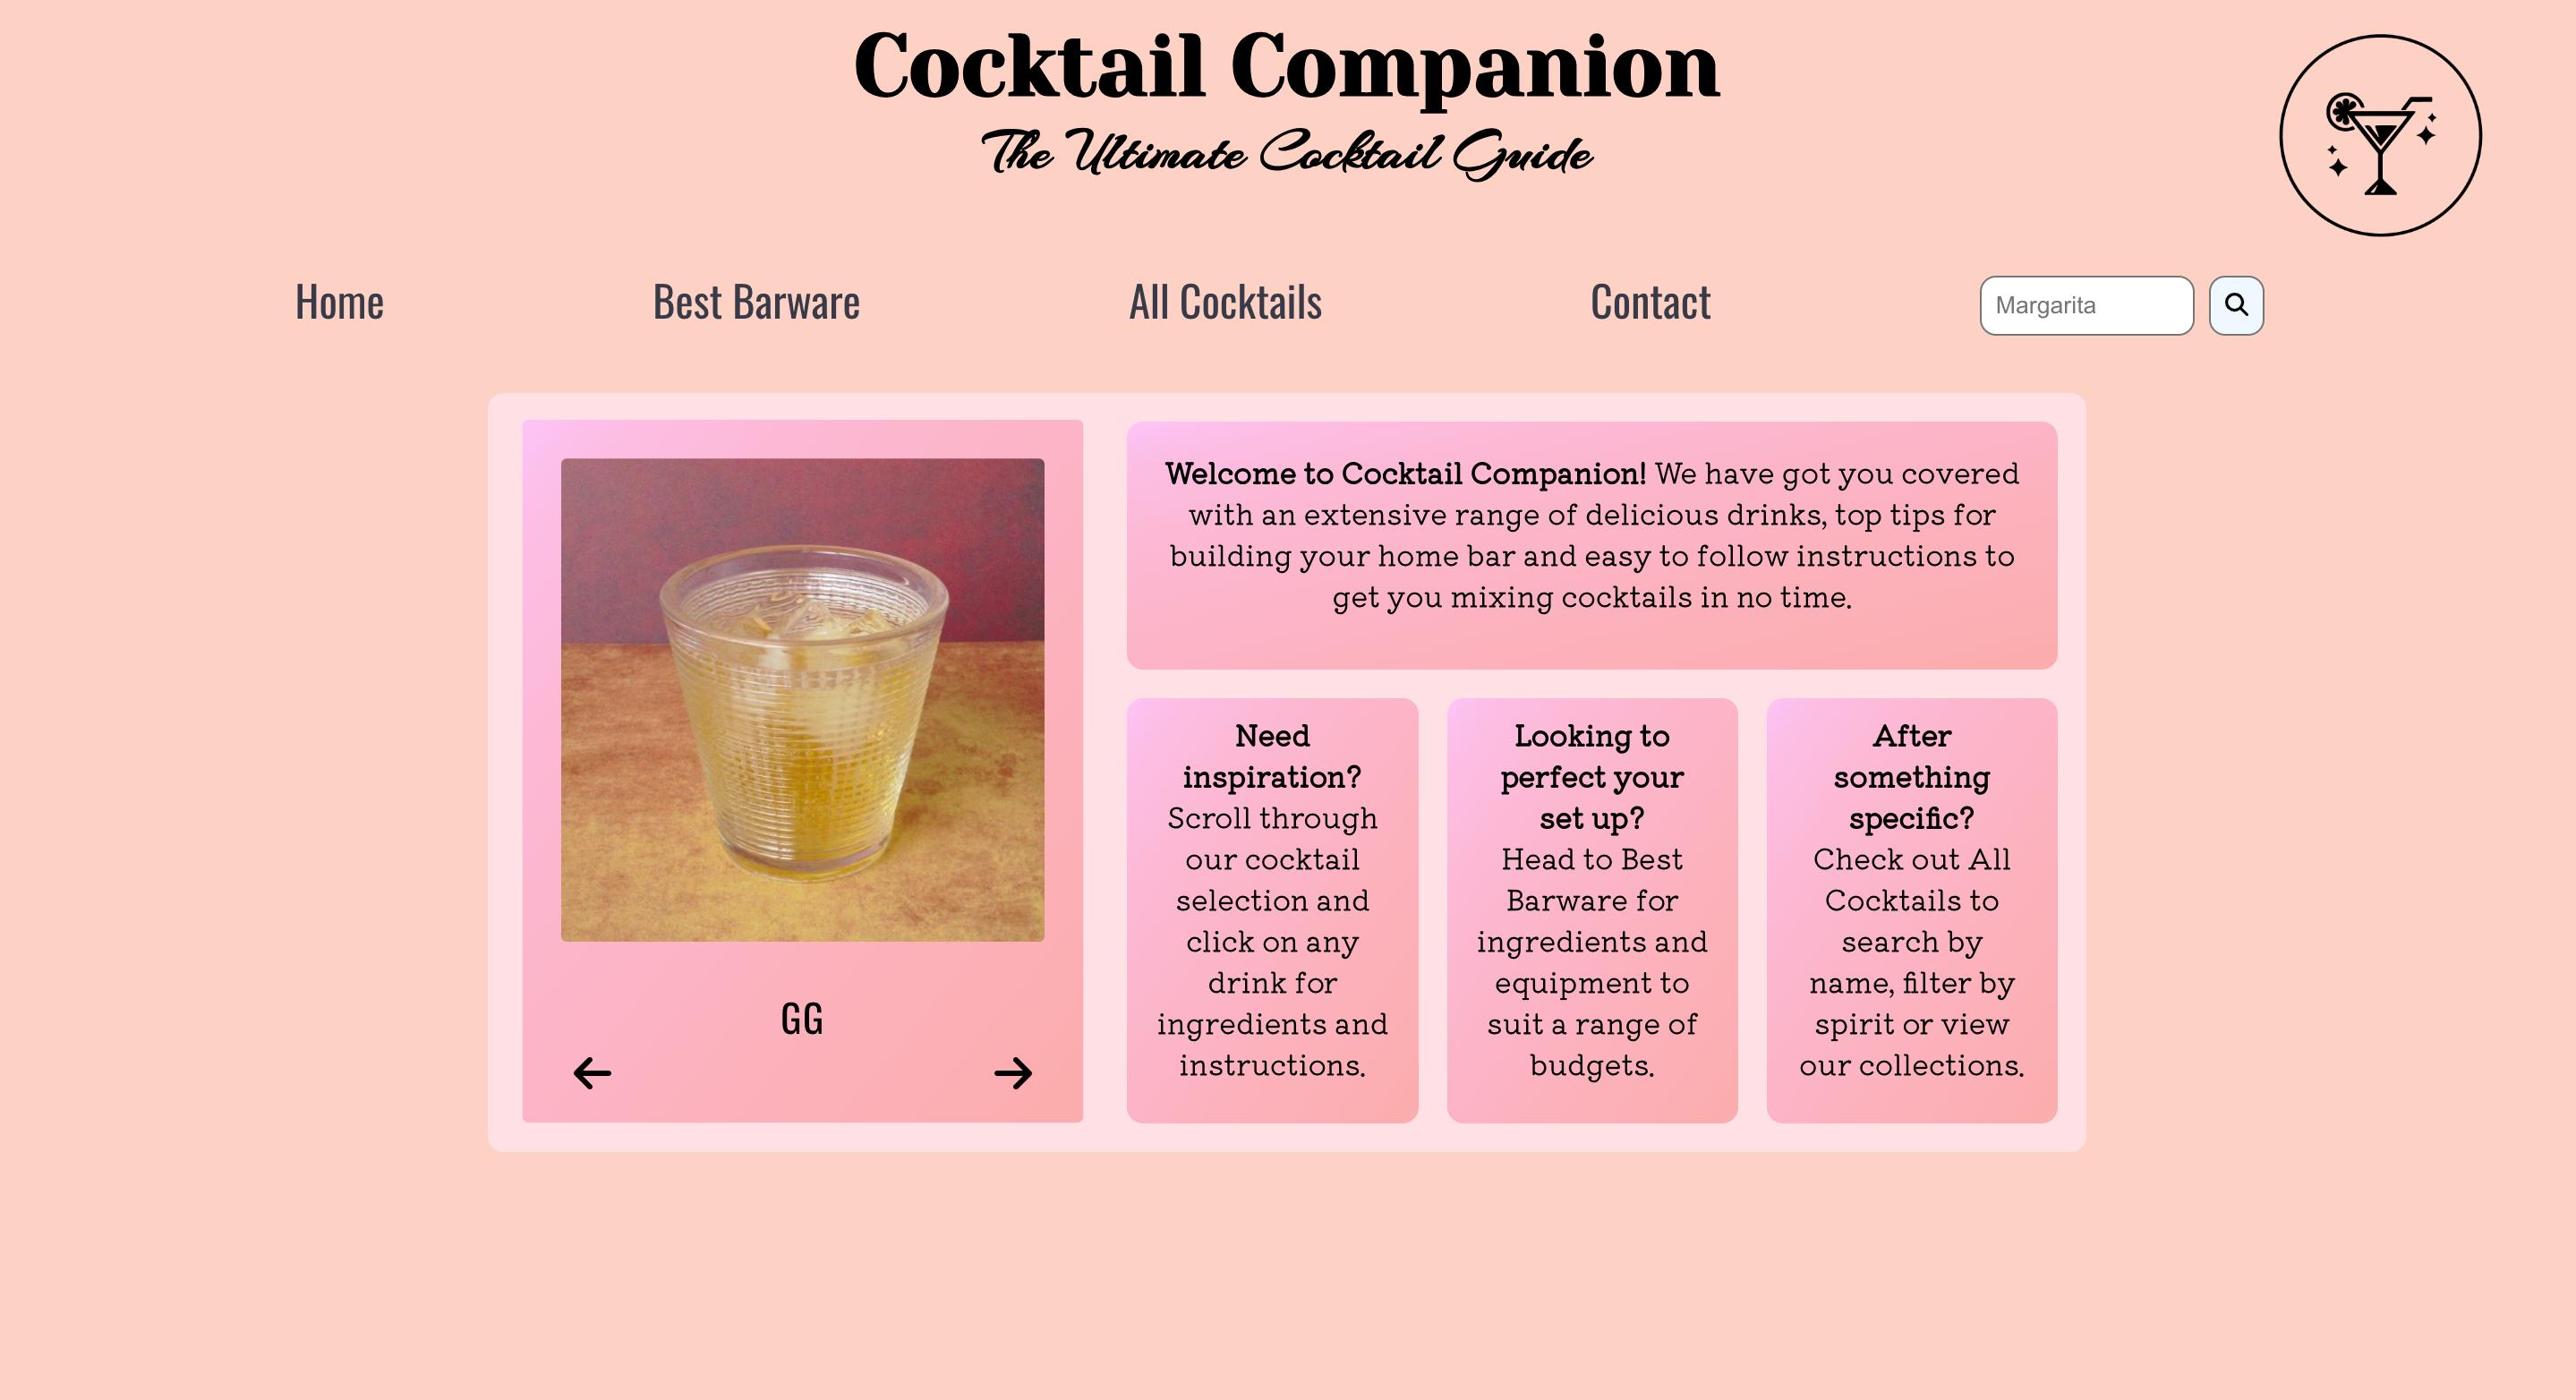 Cocktail Companion
The Ultimate Cocktail Guide
Home
Best Barware
All Cocktails
Contact
Margarita
GG
Welcome to Cocktail Companion! We have got you covered
with an extensive range of delicious drinks, top tips for
building your home bar and easy to follow instructions to
get you mixing cocktails in no time.
Need
inspiration?
Scroll through
our cocktail
selection and
click on any
drink for
ingredients and
instructions.
Looking to
perfect your
set up?
Head to Best
Barware for
ingredients and
equipment to
suit a range of
budgets.
After
something
specific?
Check out All
Cocktails to
search by
name, filter by
spirit or view
our collections.